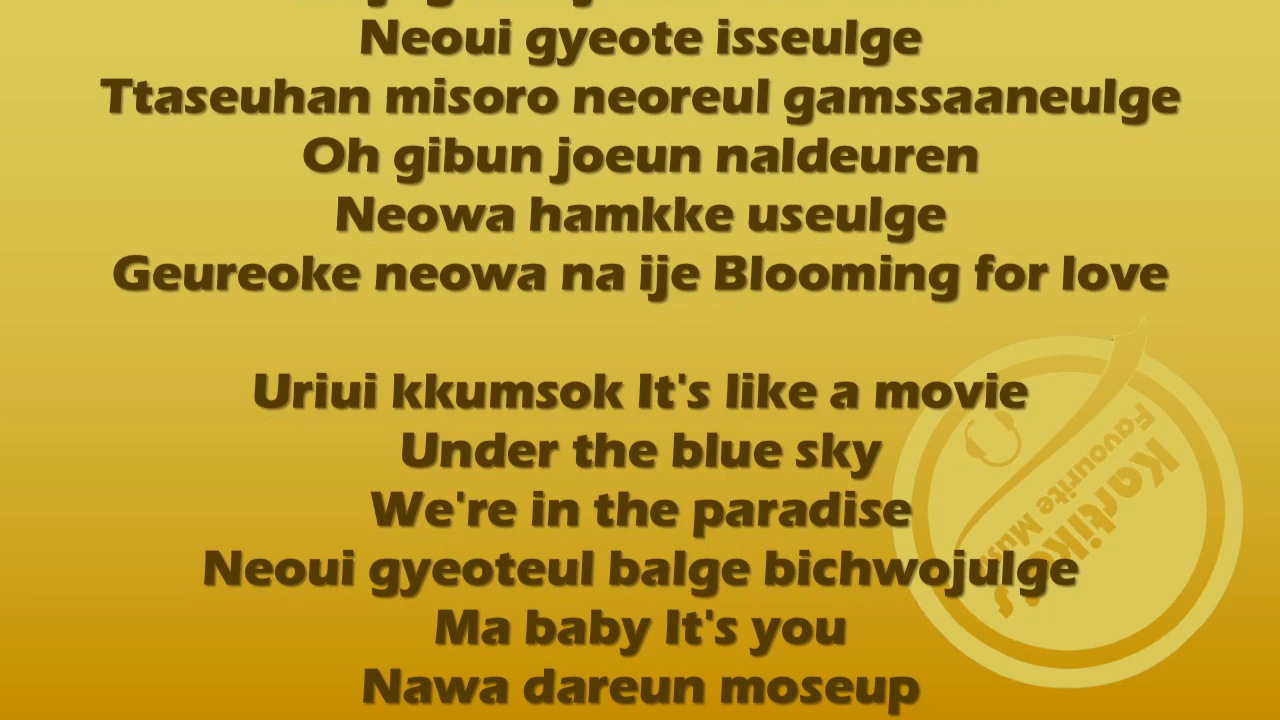 Neoui gyeote isseulge
Ttaseuhan misoro neoreul gamssaaneulge
Oh gibun joeun naldeuren
Neowa hamkke useulge
Geureoke neowa na ije Blooming for love
Uriui kkumsok It's like a movie
Under the blue sky
We're in the paradise
Neoui gyeoteul balge bichwojulge
Ma baby It's you
Nawa dareun moseup
Favourite